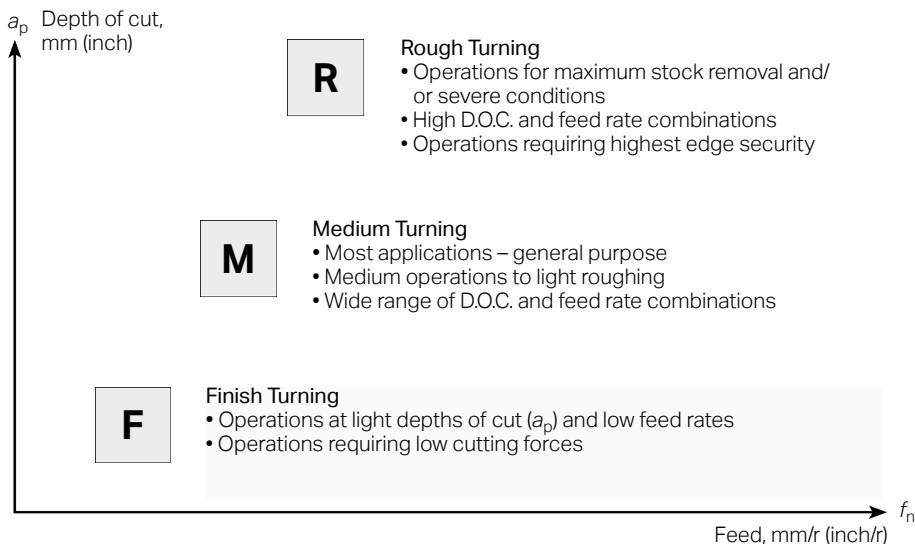 ap Depth of cut,
mm (inch)
R
Rough Turning
• Operations for maximum stock removal and/
or severe conditions
• High D.O.C. and feed rate combinations
• Operations requiring highest edge security
M
Medium Turning
• Most applications – general purpose
• Medium operations to light roughing
• Wide range of D.O.C. and feed rate combinations
F
Finish Turning
• Operations at light depths of cut (ap) and low feed rates
• Operations requiring low cutting forces
fn
Feed, mm/r (inch/r)